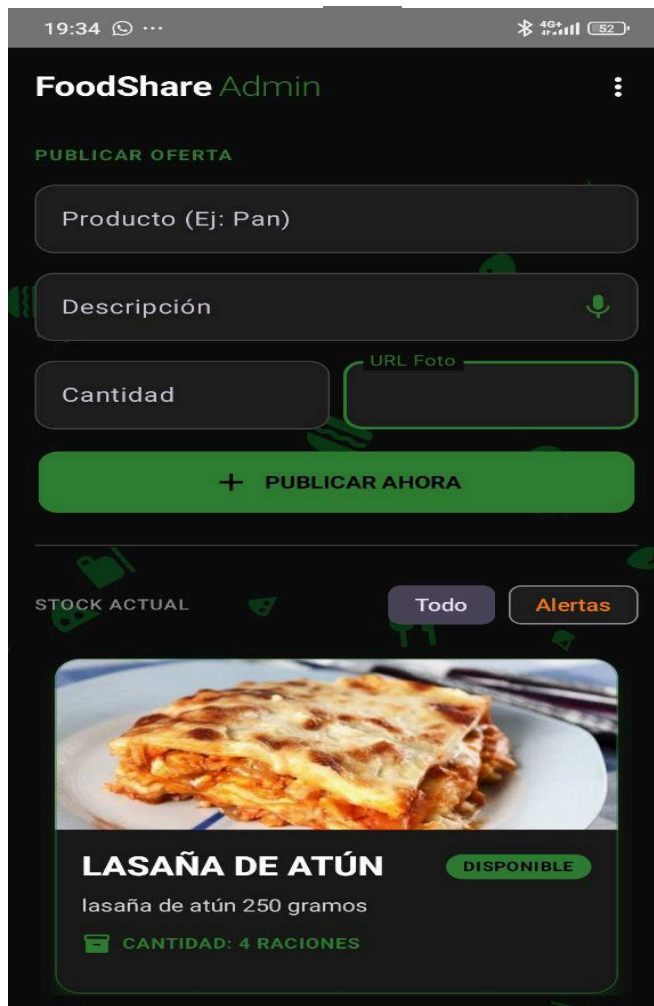 19:34
4G+ 52
FoodShare Admin
PUBLICAR OFERTA
Producto (Ej: Pan)
Descripción
URL Foto
Cantidad
+ PUBLICAR AHORA
STOCK ACTUAL
Todo
Alertas
LASAÑA DE ATÚN
DISPONIBLE
lasaña de atún 250 gramos
CANTIDAD: 4 RACIONES